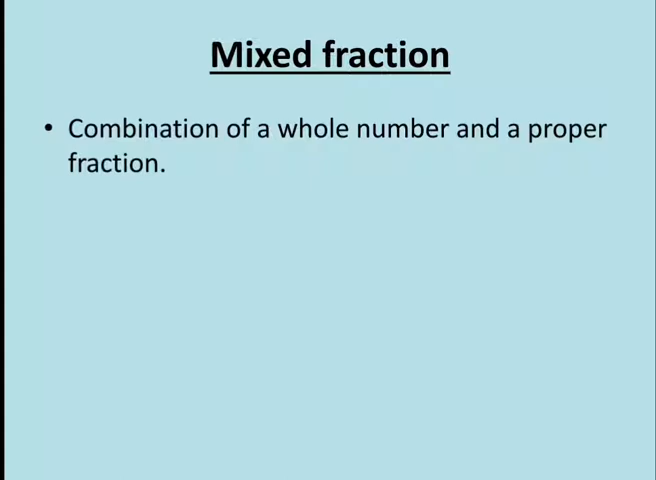 Mixed fraction
• Combination of a whole number and a proper
fraction.